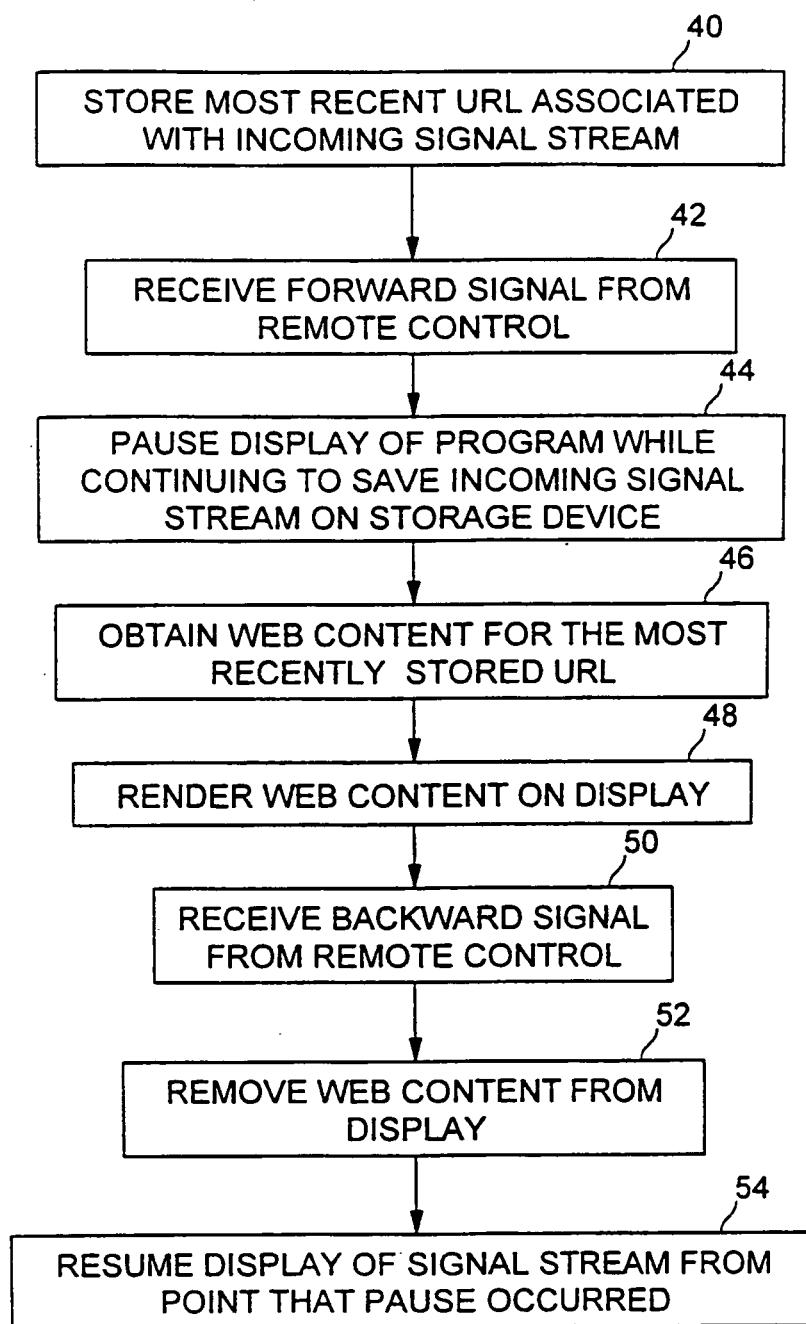 40
STORE MOST RECENT URL ASSOCIATED
WITH INCOMING SIGNAL STREAM
42
RECEIVE FORWARD SIGNAL FROM
REMOTE CONTROL
44
PAUSE DISPLAY OF PROGRAM WHILE
CONTINUING TO SAVE INCOMING SIGNAL
STREAM ON STORAGE DEVICE
46
OBTAIN WEB CONTENT FOR THE MOST
RECENTLY STORED URL
48
RENDER WEB CONTENT ON DISPLAY
50
RECEIVE BACKWARD SIGNAL
FROM REMOTE CONTROL
52
REMOVE WEB CONTENT FROM
DISPLAY
54
RESUME DISPLAY OF SIGNAL STREAM FROM
POINT THAT PAUSE OCCURRED